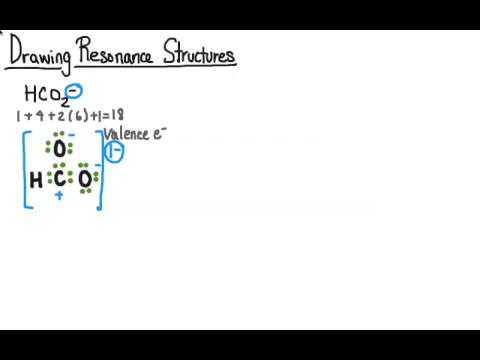 Drawing Resonance Structures
HCO₂⁻
1 + 4 + 2(6) + 1 = 18
Valence e⁻
O −
1-
H C O −
+